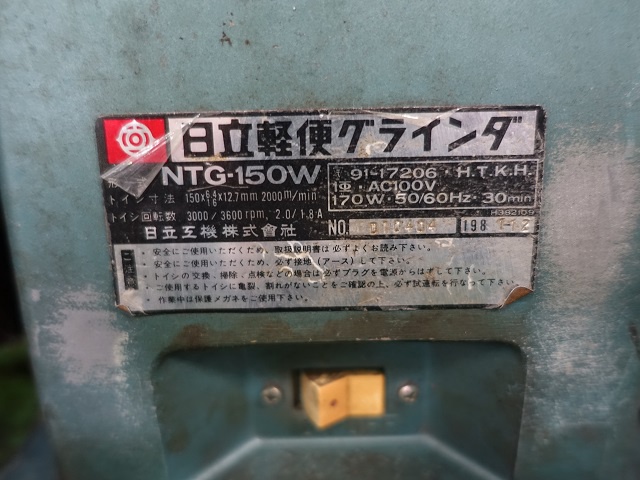 日立軽便グラインダ
NTG-150W
91-17206・H.T.K.H.
トイシ寸法 12.7mm 2000m/min
1Φ・AC100V
トイシ回転数 3000/3600rpm, 2.0/1.8A
170W・50/60Hz・30min
H382109
日立工機株式会社
NO. 198
ご注意
・安全にご使用いただくため、取扱説明書は必ずよくお読み下さい。
・安全にご使用いただくため、必ず接地(アース)して下さい。
・トイシの交換、掃除、点検などの場合は必ずプラグを電源からはずして下さい。
・ご使用するトイシに亀裂、割れがないことをご確認の上、必ず試運転を行なって下さい。
作業中は保護メガネをご使用下さい。